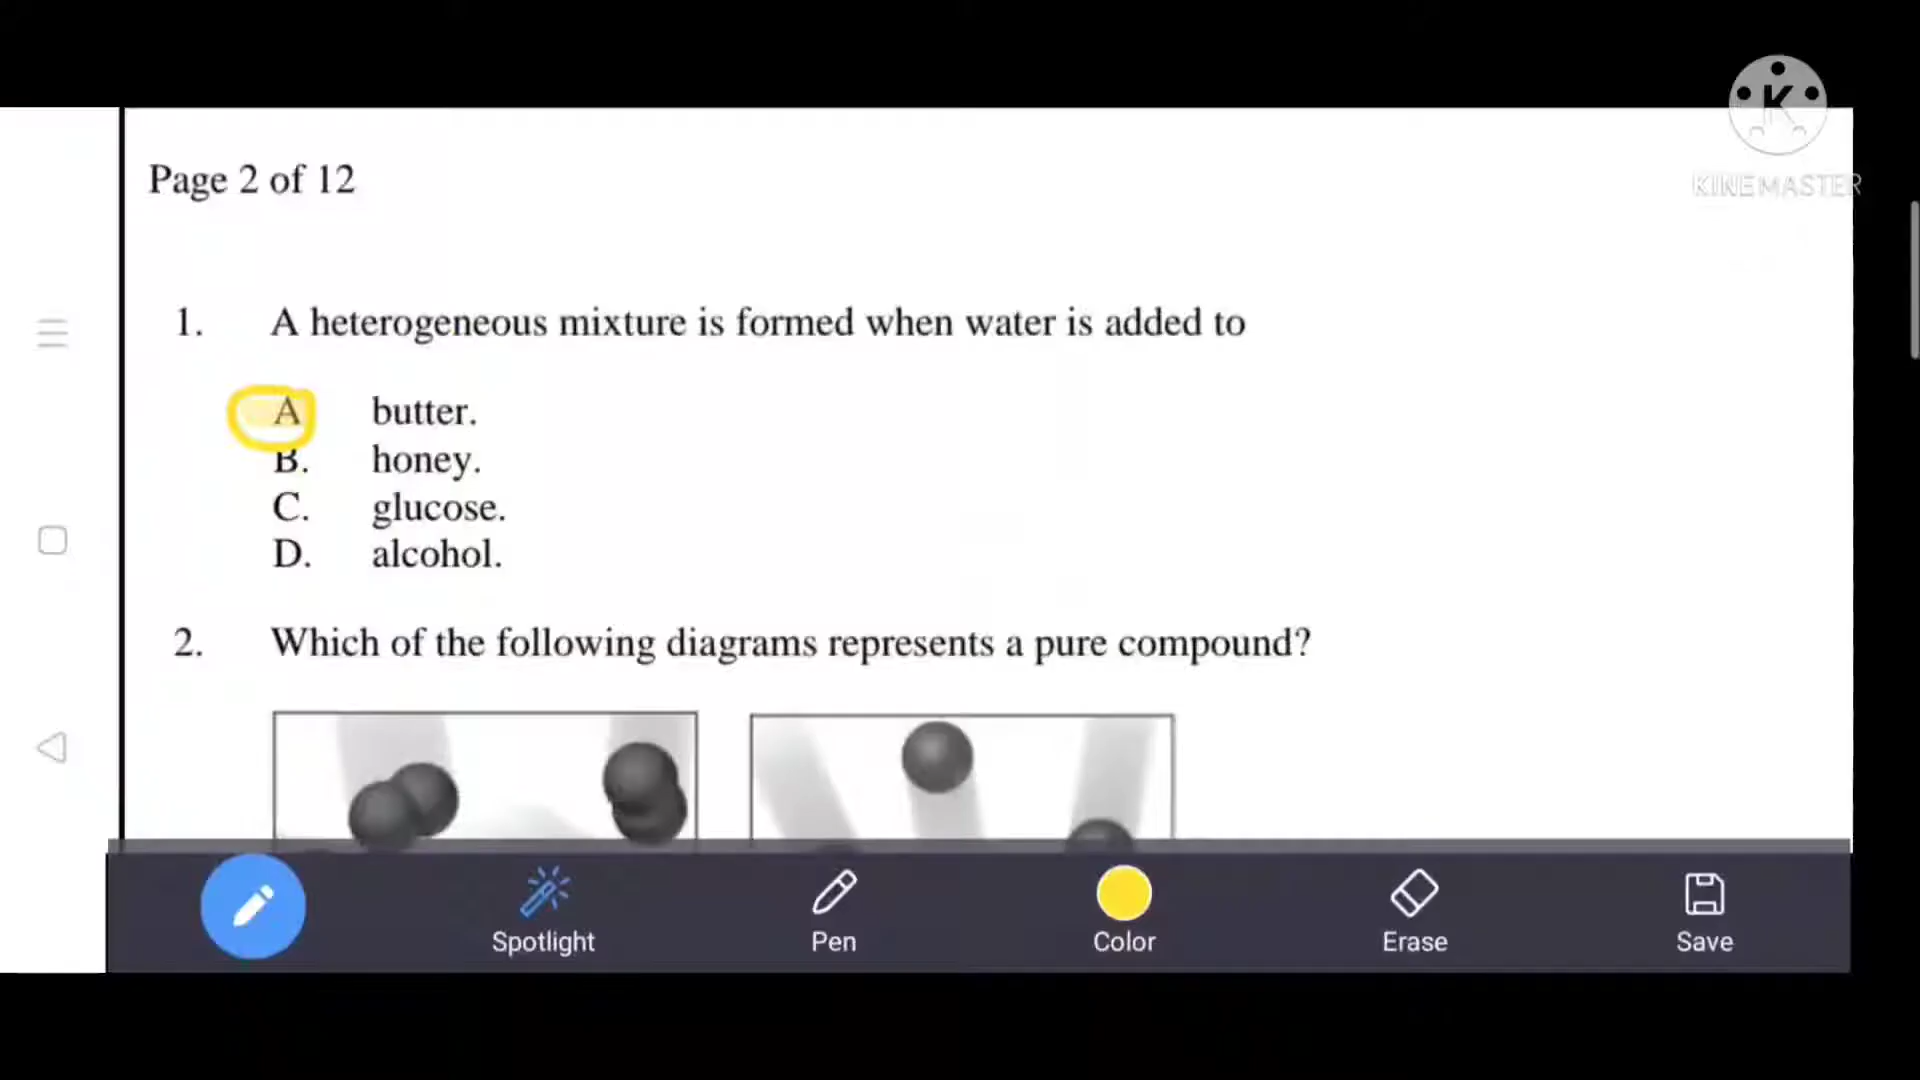 K
KINEMASTER
Page 2 of 12
1. A heterogeneous mixture is formed when water is added to
A butter.
B. honey.
C. glucose.
D. alcohol.
2. Which of the following diagrams represents a pure compound?
Spotlight Pen Color Erase Save